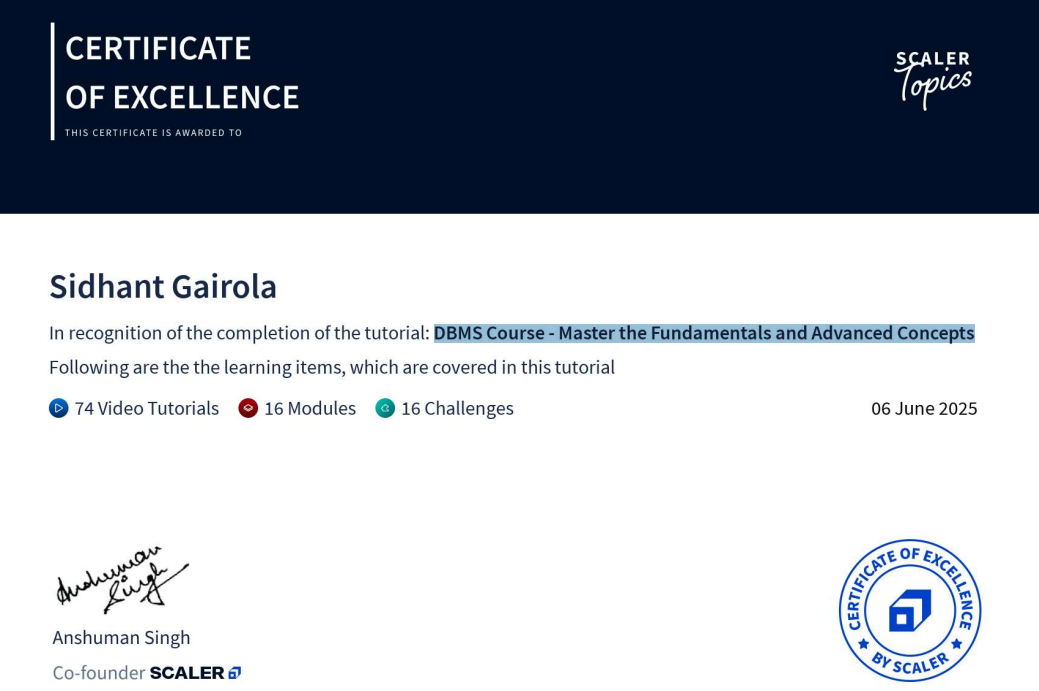 CERTIFICATE
OF EXCELLENCE
THIS CERTIFICATE IS AWARDED TO
SCALER
Topics
Sidhant Gairola
In recognition of the completion of the tutorial: DBMS Course - Master the Fundamentals and Advanced Concepts
Following are the the learning items, which are covered in this tutorial
74 Video Tutorials 16 Modules 16 Challenges 06 June 2025
Anshuman
Singh
Anshuman Singh
Co-founder SCALER
CERTIFICATE OF EXCELLENCE
BY SCALER